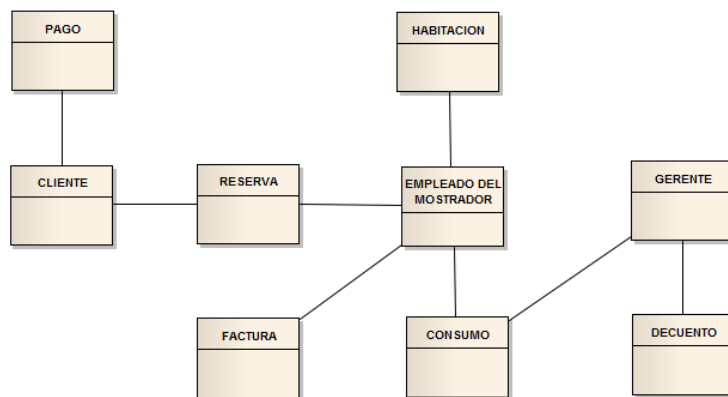 PAGO
HABITACION
CLIENTE
RESERVA
EMPLEADO DEL
MOSTRADOR
GERENTE
FACTURA
CONSUMO
DECUENTO